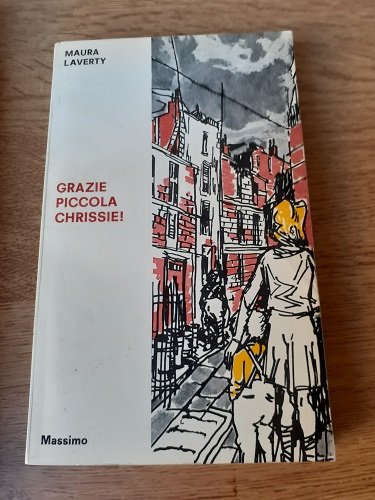 MAURA
LAVERTY
GRAZIE
PICCOLA
CHRISSIE!
Massimo